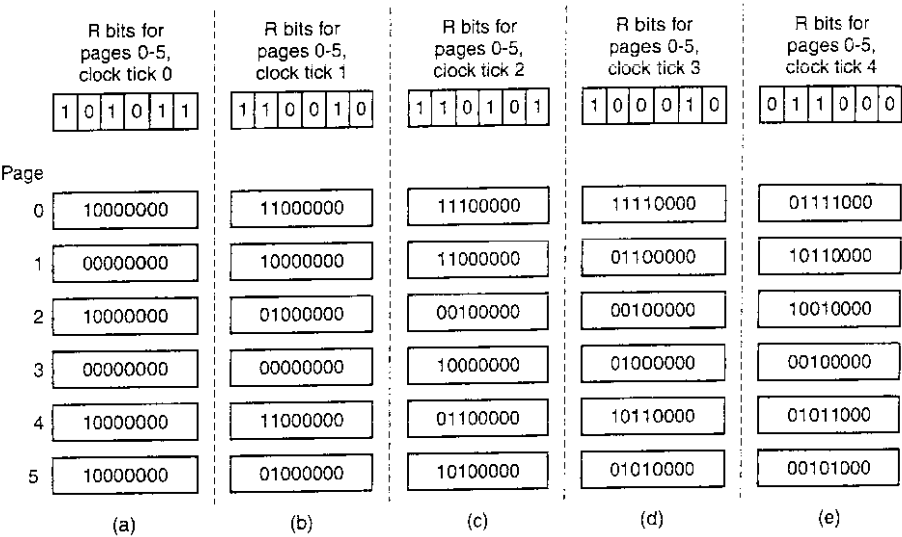 R bits for pages 0-5, clock tick 0
R bits for pages 0-5, clock tick 1
R bits for pages 0-5, clock tick 2
R bits for pages 0-5, clock tick 3
R bits for pages 0-5, clock tick 4
1 0 1 0 1 1
1 1 0 0 1 0
1 1 0 1 0 1
1 0 0 0 1 0
0 1 1 0 0 0
Page
0 10000000 11000000 11100000 11110000 01111000
1 00000000 10000000 11000000 01100000 10110000
2 10000000 01000000 00100000 00100000 10010000
3 00000000 00000000 10000000 01000000 00100000
4 10000000 11000000 01100000 10110000 01011000
5 10000000 01000000 10100000 01010000 00101000
(a) (b) (c) (d) (e)